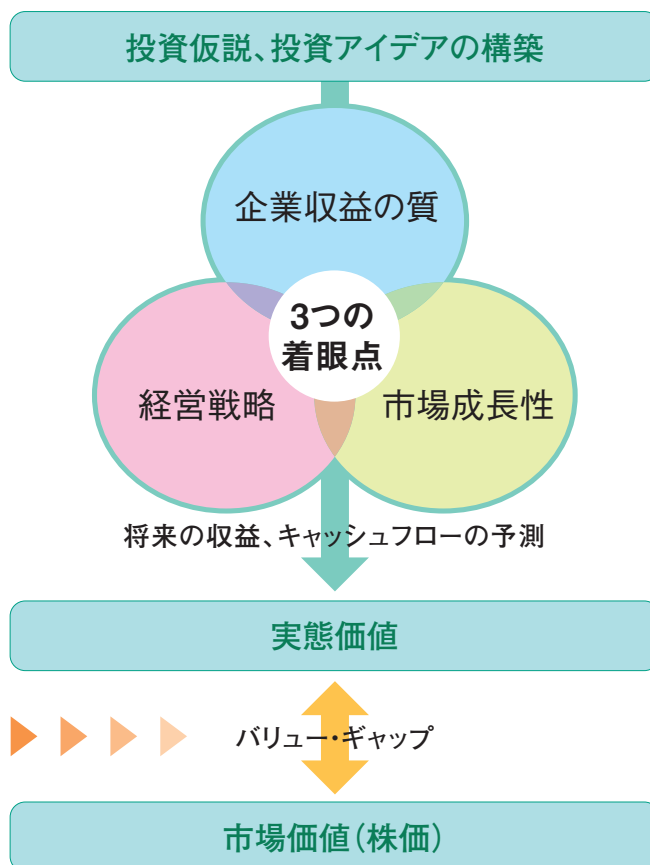 投資仮説、投資アイデアの構築
企業収益の質
3つの
着眼点
経営戦略
市場成長性
将来の収益、キャッシュフローの予測
実態価値
バリュー・ギャップ
市場価値(株価)